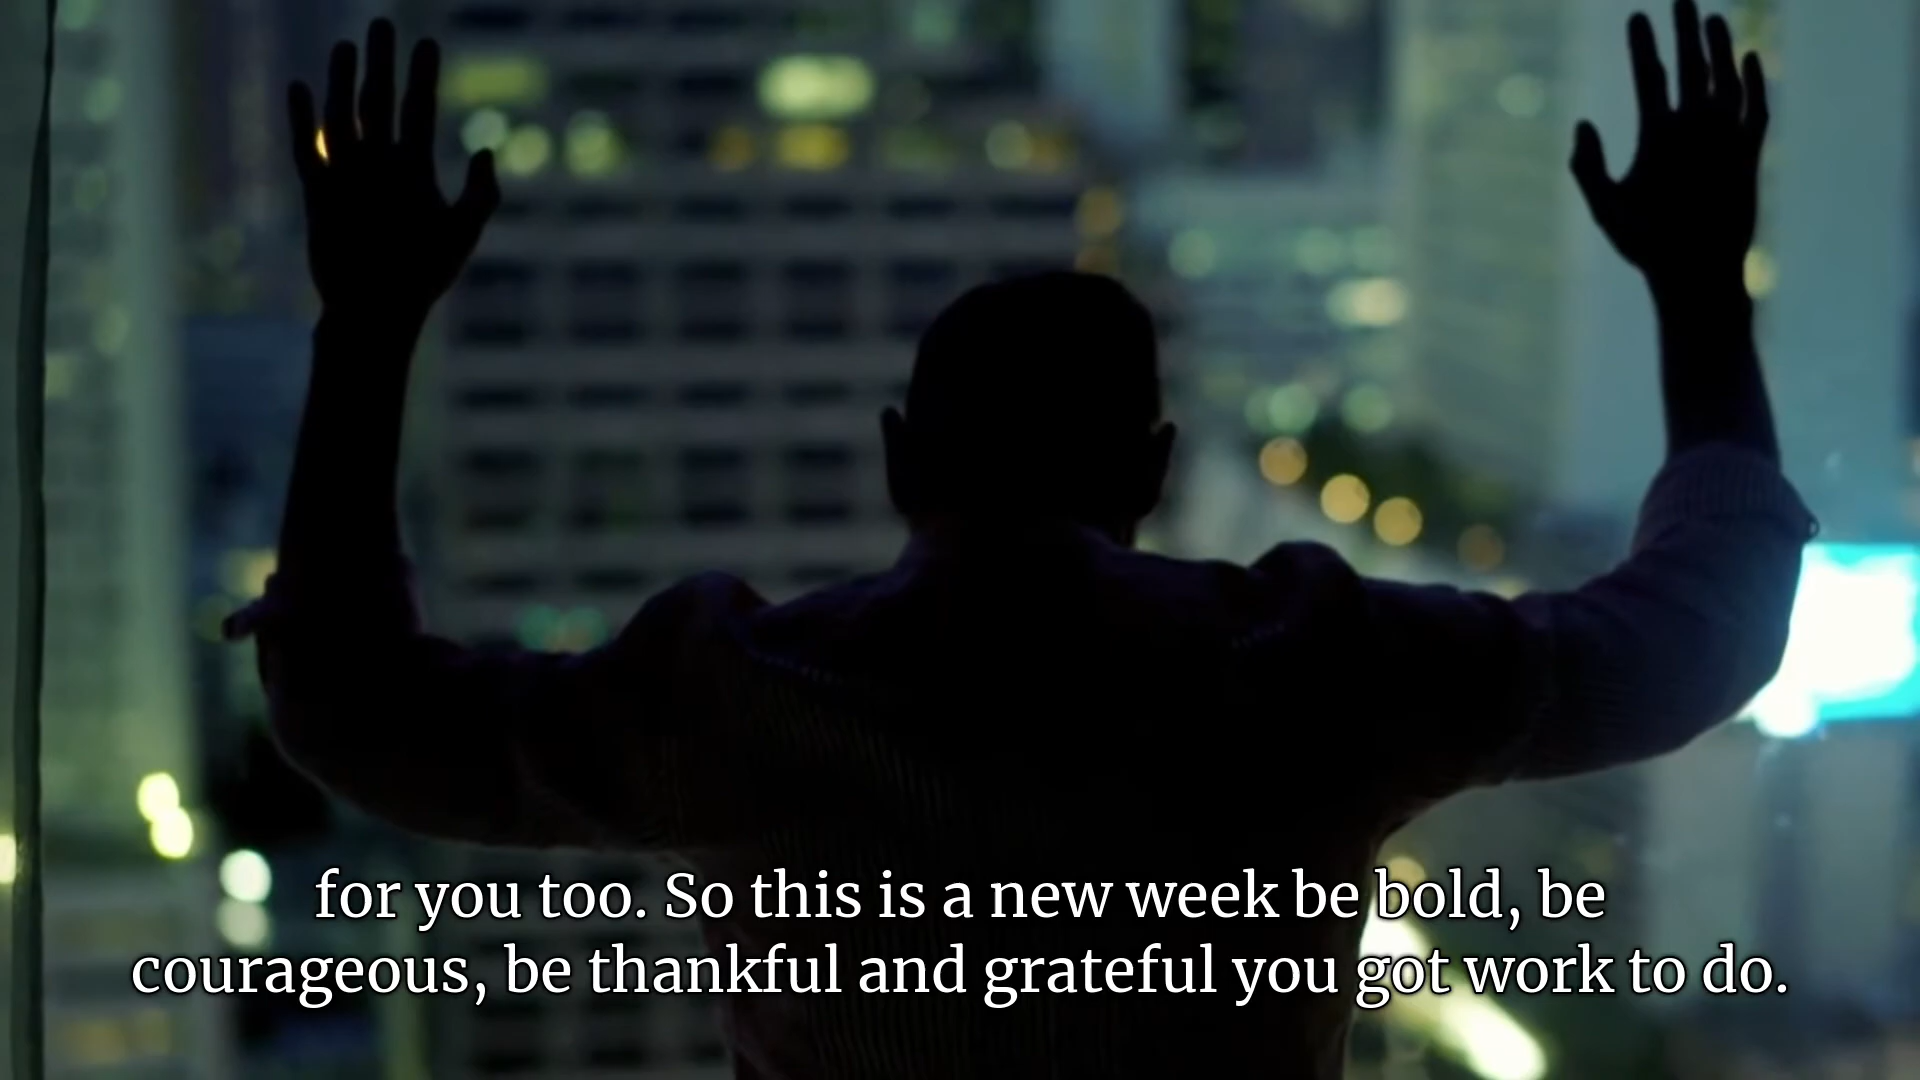 for you too. So this is a new week be bold, be
courageous, be thankful and grateful you got work to do.